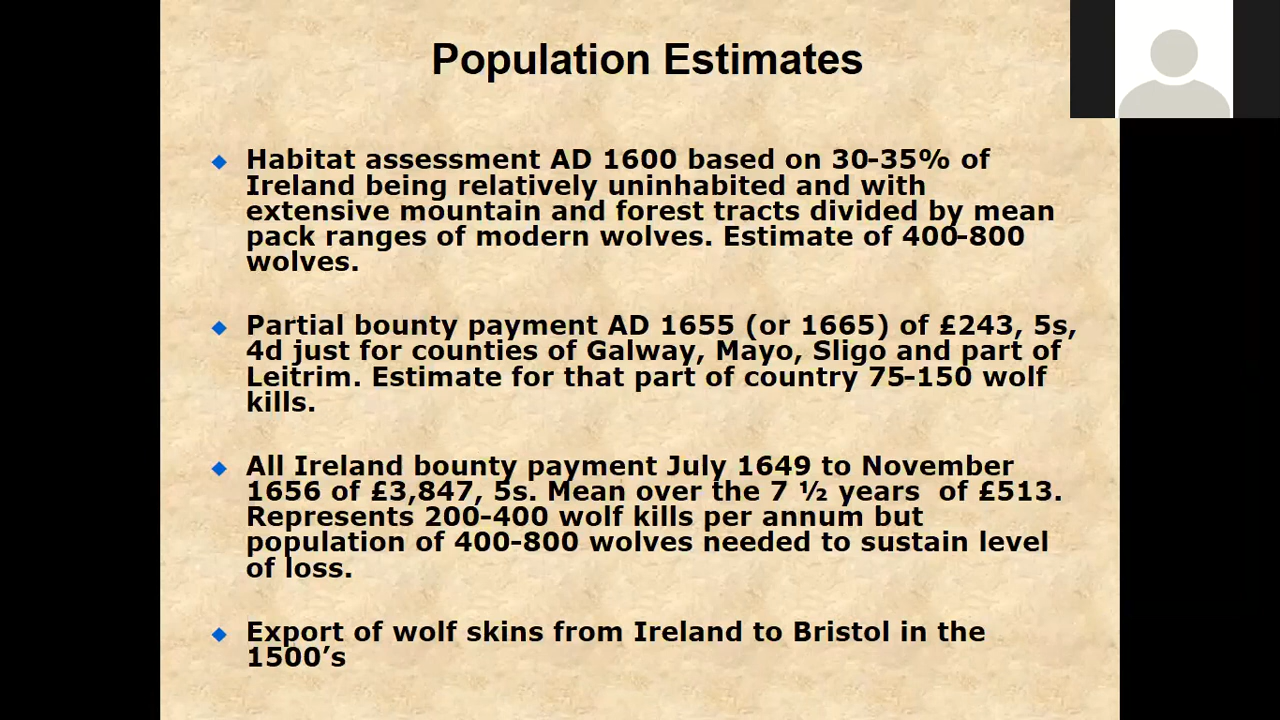 Population Estimates
Habitat assessment AD 1600 based on 30-35% of
Ireland being relatively uninhabited and with
extensive mountain and forest tracts divided by mean
pack ranges of modern wolves. Estimate of 400-800
wolves.
Partial bounty payment AD 1655 (or 1665) of £243, 5s,
4d just for counties of Galway, Mayo, Sligo and part of
Leitrim. Estimate for that part of country 75-150 wolf
kills.
All Ireland bounty payment July 1649 to November
1656 of £3,847, 5s. Mean over the 7 ½ years of £513.
Represents 200-400 wolf kills per annum but
population of 400-800 wolves needed to sustain level
of loss.
Export of wolf skins from Ireland to Bristol in the
1500’s